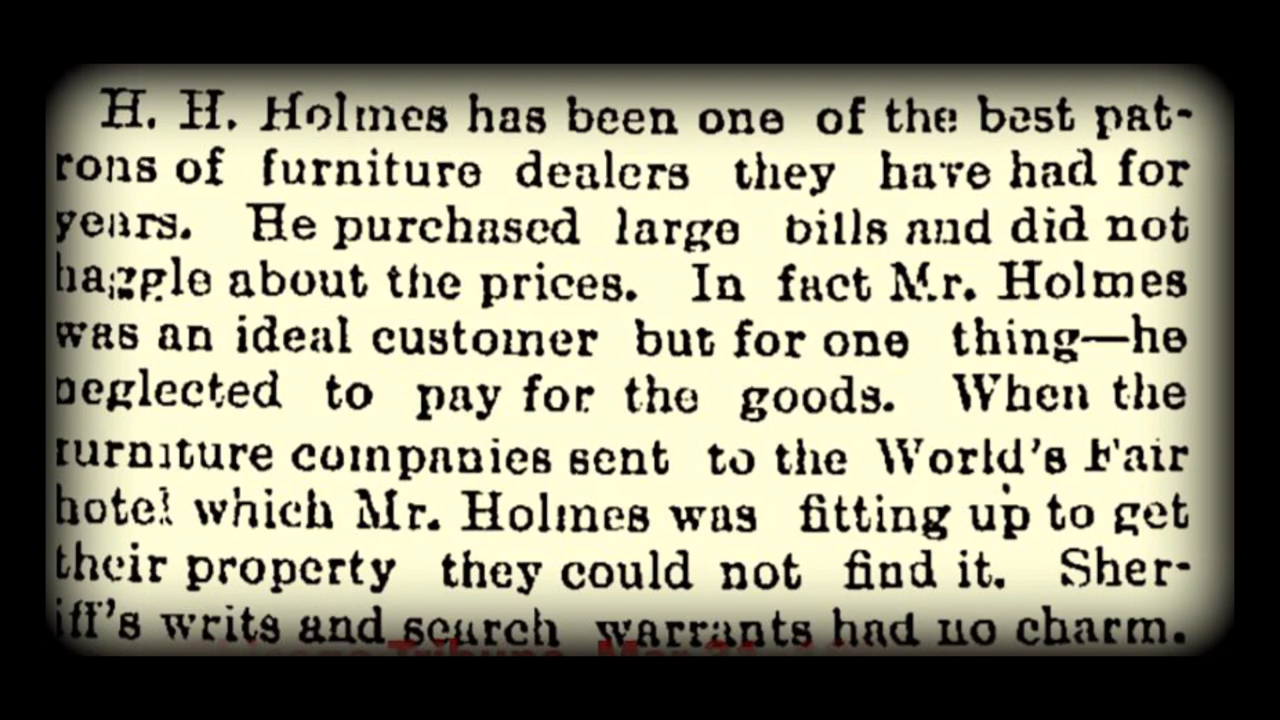 H. H. Holmes has been one of the best pat-
rons of furniture dealers they have had for
years. He purchased large bills and did not
haggle about the prices. In fact Mr. Holmes
was an ideal customer but for one thing—he
neglected to pay for the goods. When the
furniture companies sent to the World's Fair
hotel which Mr. Holmes was fitting up to get
their property they could not find it. Sher-
iff's writs and search warrants had no charm.
Tribune, Mar